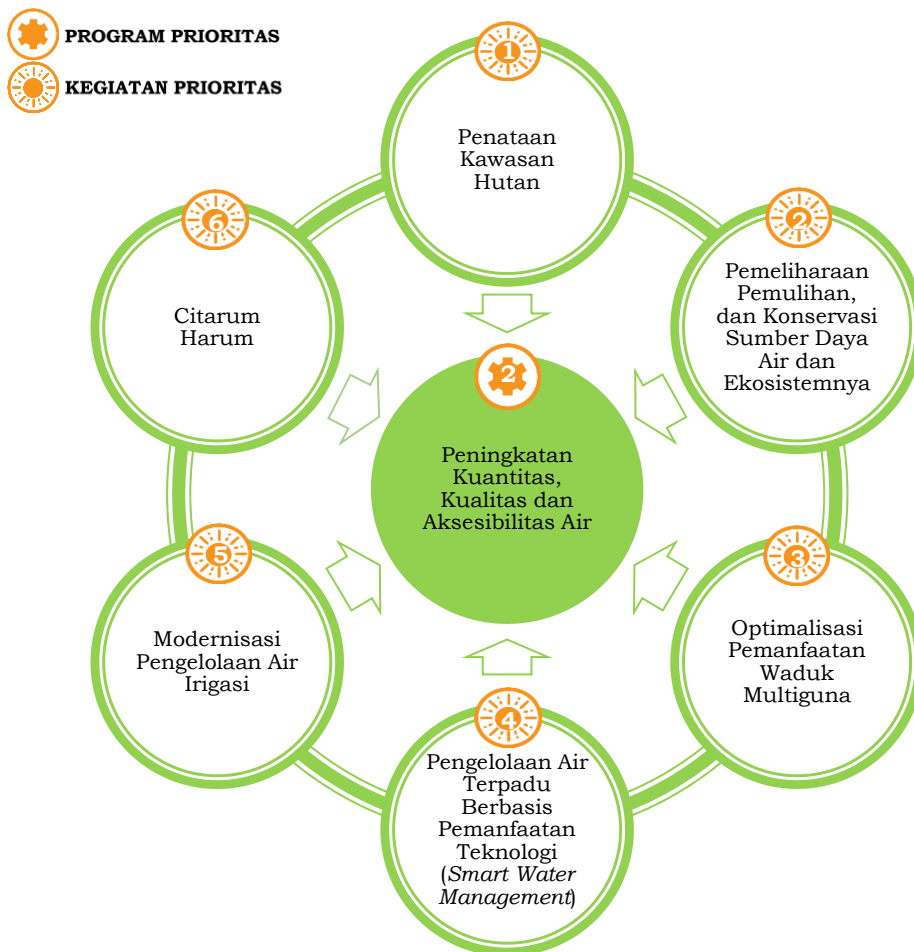 PROGRAM PRIORITAS
KEGIATAN PRIORITAS
1
Penataan
Kawasan
Hutan
2
Pemeliharaan
Pemulihan,
dan Konservasi
Sumber Daya
Air dan
Ekosistemnya
3
Optimalisasi
Pemanfaatan
Waduk
Multiguna
4
Pengelolaan Air
Terpadu
Berbasis
Pemanfaatan
Teknologi
(Smart Water
Management)
5
Modernisasi
Pengelolaan Air
Irigasi
6
Citarum
Harum
2
Peningkatan
Kuantitas,
Kualitas dan
Aksesibilitas Air